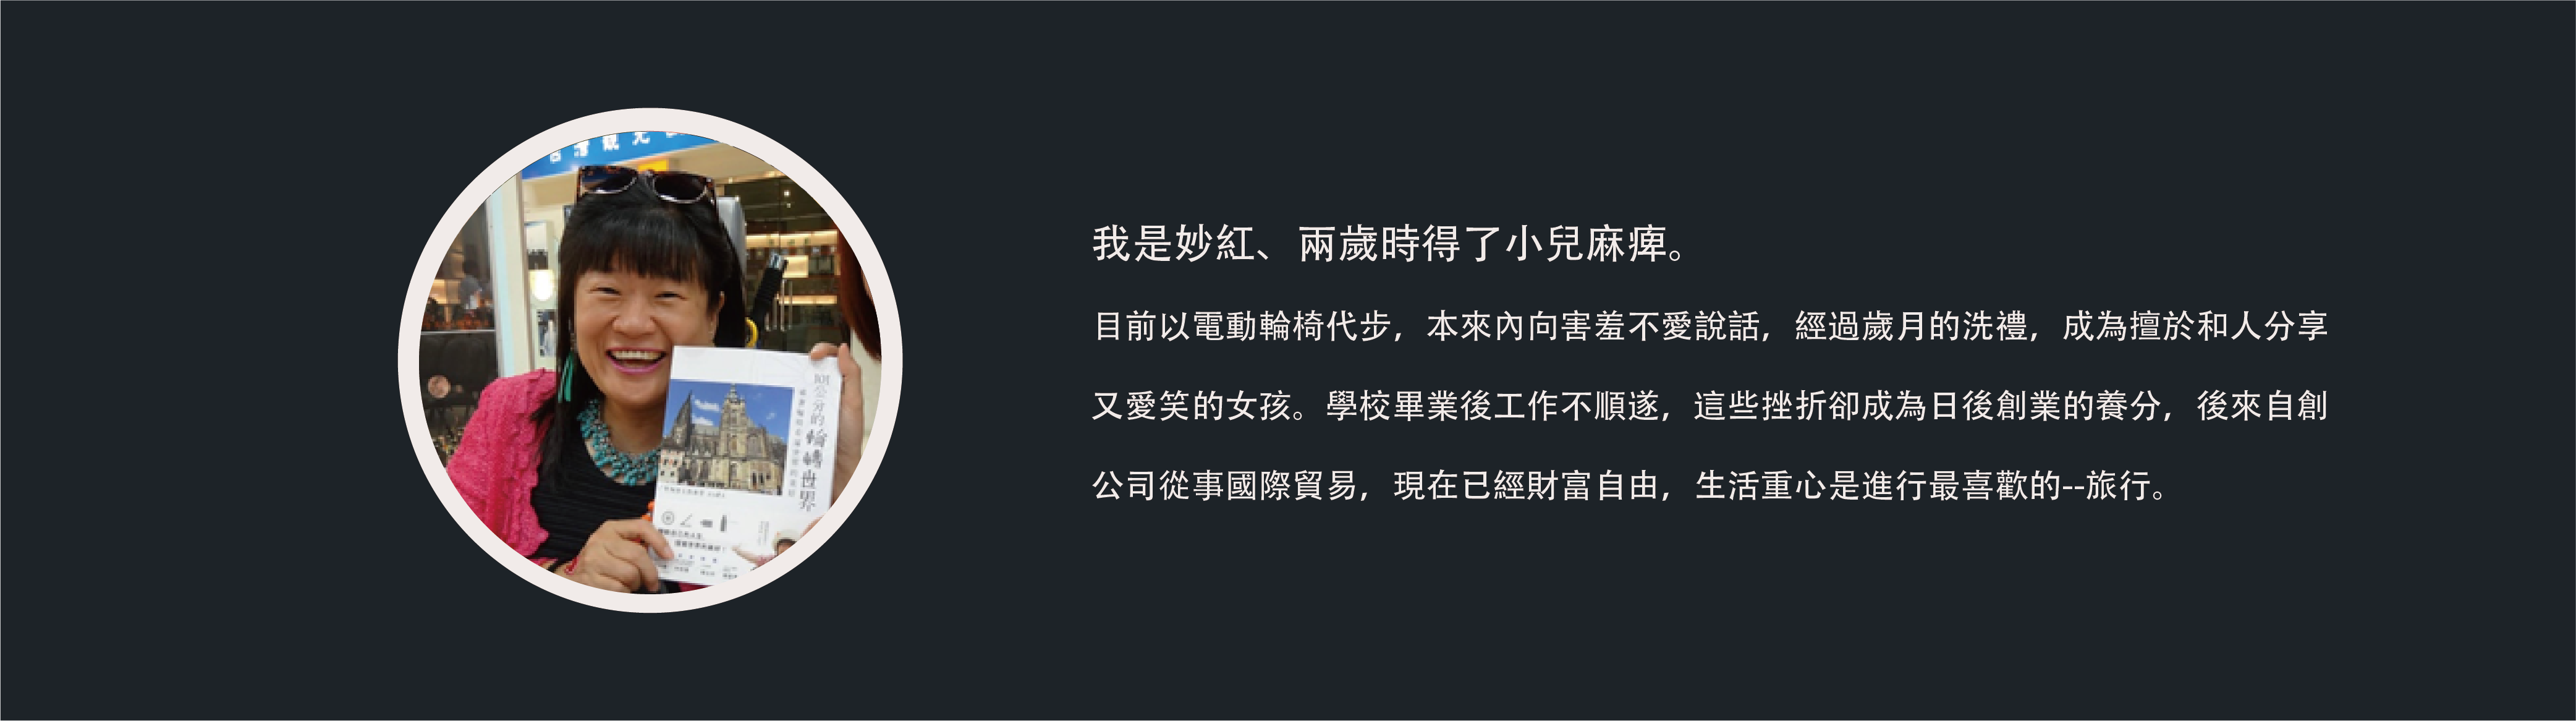 灣觀光
我是妙紅、兩歲時得了小兒麻痺。
目前以電動輪椅代步，本來內向害羞不愛說話，經過歲月的洗禮，成為擅於和人分享
又愛笑的女孩。學校畢業後工作不順遂，這些挫折卻成為日後創業的養分，後來自創
公司從事國際貿易，現在已經財富自由，生活重心是進行最喜歡的--旅行。
101公分的輪轉世界